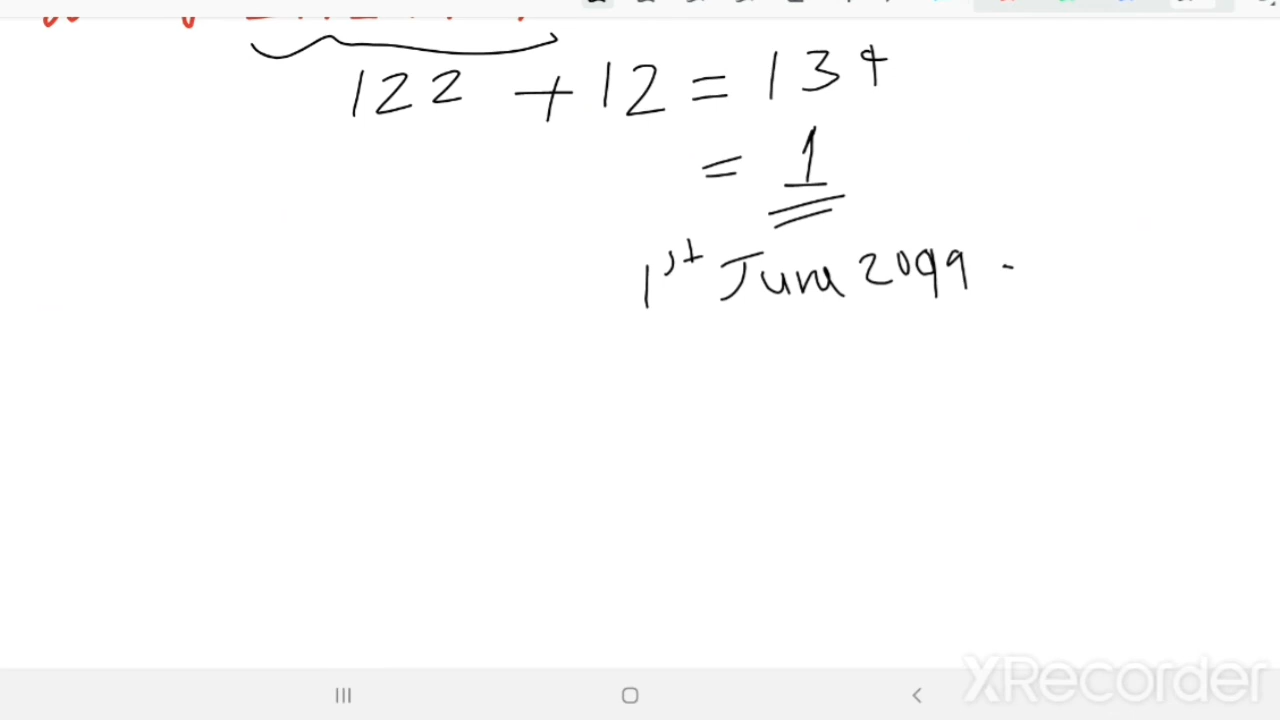 122 + 12 = 134
= 1
1st June 2099.
XRecorder